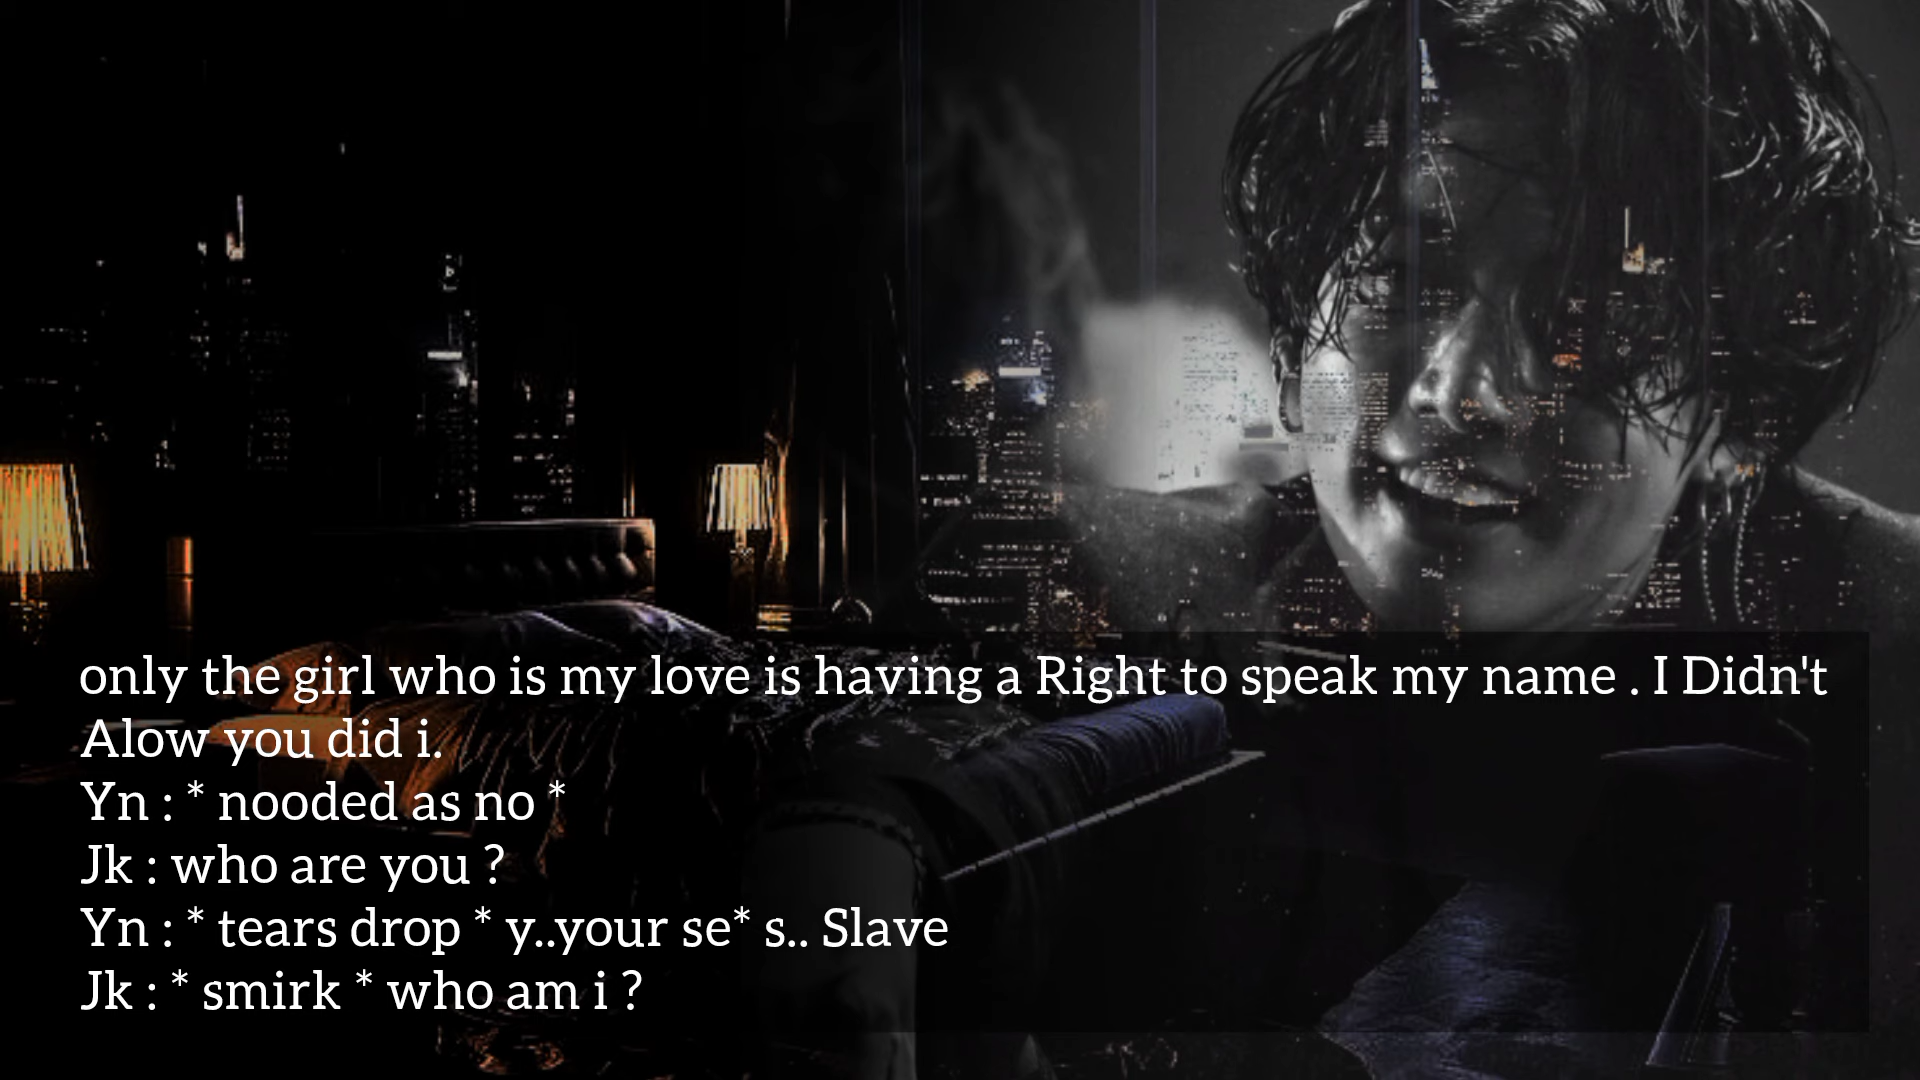 only the girl who is my love is having a Right to speak my name . I Didn't
Alow you did i.
Yn : * nooded as no *
Jk : who are you ?
Yn : * tears drop * y..your se* s.. Slave
Jk : * smirk * who am i ?